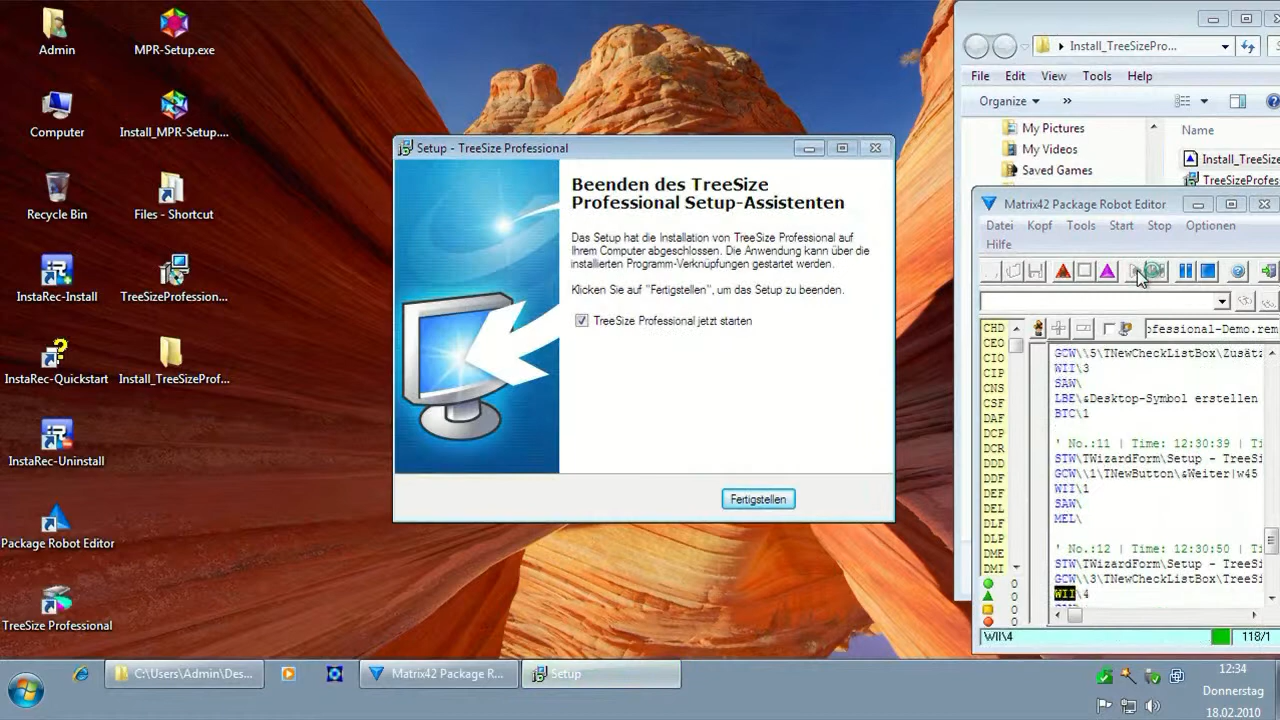 Admin
MPR-Setup.exe
Computer
Install_MPR-Setup....
Recycle Bin
Files - Shortcut
InstaRec-Install
TreeSizeProfession...
InstaRec-Quickstart
Install_TreeSizeProf...
InstaRec-Uninstall
Package Robot Editor
TreeSize Professional
Setup - TreeSize Professional
Beenden des TreeSize
Professional Setup-Assistenten
Das Setup hat die Installation von TreeSize Professional auf
Ihrem Computer abgeschlossen. Die Anwendung kann über die
installierten Programm-Verknüpfungen gestartet werden.
Klicken Sie auf "Fertigstellen", um das Setup zu beenden.
TreeSize Professional jetzt starten
Fertigstellen
Install_TreeSizePro...
File Edit View Tools Help
Organize »
My Pictures
My Videos
Saved Games
Name
Install_TreeSize
TreeSizeProfes
Matrix42 Package Robot Editor
Datei Kopf Tools Start Stop Optionen
Hilfe
CHD
CEO
CIO
CIP
CNS
CSF
DAF
DCP
DCR
DDD
DDF
DEF
DEL
DLF
DLP
DME
DMI
0
0
0
0
ofessional-Demo.rem
GCW\\5\TNewCheckListBox\Zusät
WII\3
SAW\
LBE\&Desktop-Symbol erstellen
BTC\1
' No.:11 | Time: 12:30:39 | Ti
STW\TWizardForm\Setup - TreeS
GCW\\1\TNewButton\&Weiter|w45
WII\1
SAW\
MEL\
' No.:12 | Time: 12:30:50 | Ti
STW\TWizardForm\Setup - TreeS
GCW\\3\TNewCheckListBox\TreeSi
WII\4
WII\4
118/1
C:\Users\Admin\Des...
Matrix42 Package R...
Setup
12:34
Donnerstag
18.02.2010